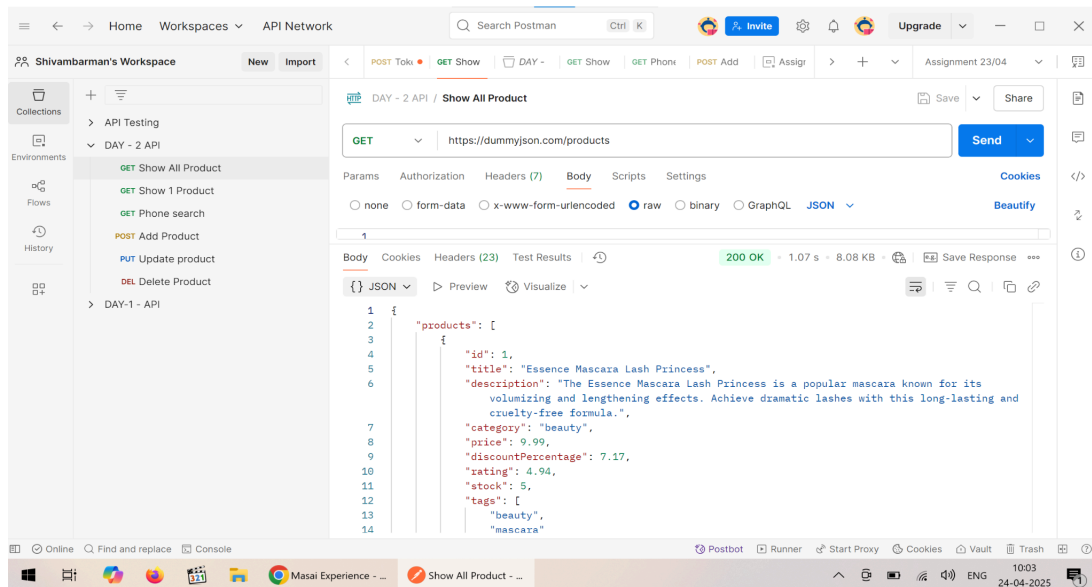 Home Workspaces API Network Search Postman Ctrl K Invite Upgrade
Shivambarman's Workspace New Import POST Toke GET Show DAY - GET Show GET Phone POST Add Assigr Assignment 23/04
Collections
Environments
Flows
History
API Testing
DAY - 2 API
GET Show All Product
GET Show 1 Product
GET Phone search
POST Add Product
PUT Update product
DEL Delete Product
DAY-1 - API
HTTP DAY - 2 API / Show All Product Save Share
GET https://dummyjson.com/products Send
Params Authorization Headers (7) Body Scripts Settings Cookies
none form-data x-www-form-urlencoded raw binary GraphQL JSON Beautify
1
Body Cookies Headers (23) Test Results 200 OK 1.07 s 8.08 KB Save Response
{} JSON Preview Visualize
1 {
2 "products": [
3 {
4 "id": 1,
5 "title": "Essence Mascara Lash Princess",
6 "description": "The Essence Mascara Lash Princess is a popular mascara known for its
volumizing and lengthening effects. Achieve dramatic lashes with this long-lasting and
cruelty-free formula.",
7 "category": "beauty",
8 "price": 9.99,
9 "discountPercentage": 7.17,
10 "rating": 4.94,
11 "stock": 5,
12 "tags": [
13 "beauty",
14 "mascara"
Online Find and replace Console Postbot Runner Start Proxy Cookies Vault Trash
321 Masai Experience - ... Show All Product - ... ENG 10:03
24-04-2025